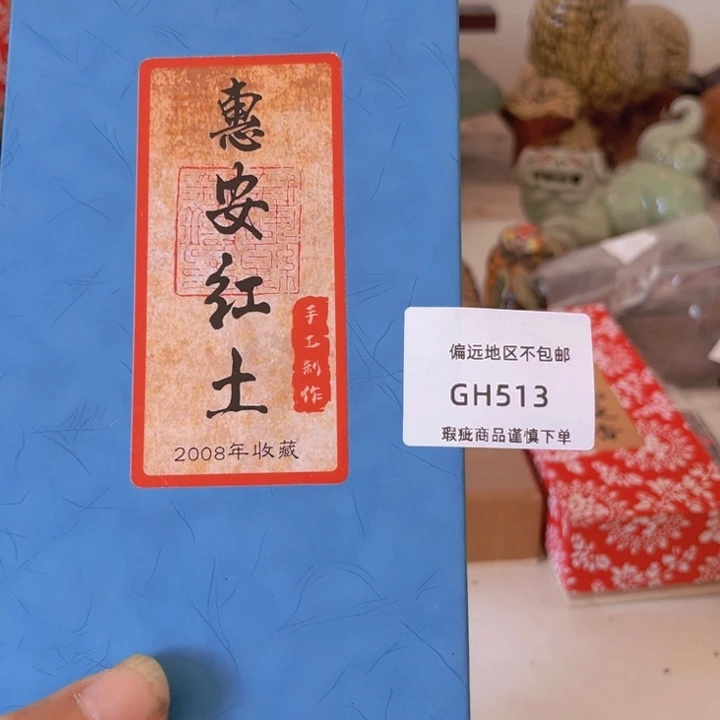 惠安红土
手工制作
2008年收藏
偏远地区不包邮
GH513
瑕疵商品谨慎下单